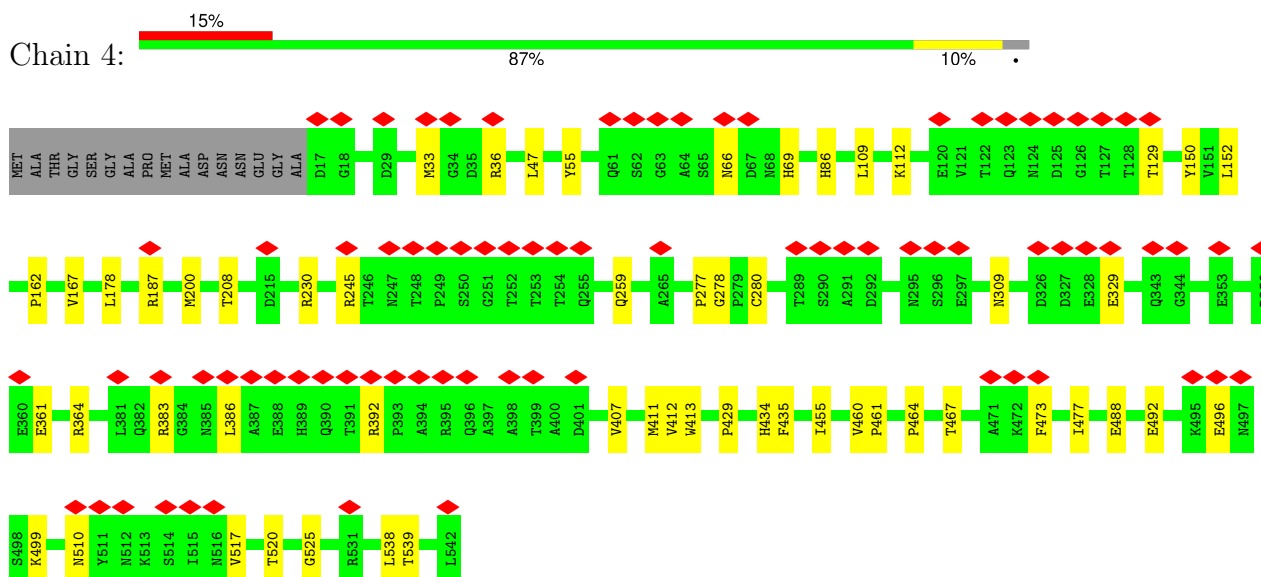 15%
Chain 4:
87% 10% •
MET ALA THR GLY SER GLY ALA PRO MET ALA ASP ASN ASN GLU GLY ALA D17 G18 D29 M33 G34 D35 R36 L47 Y55 Q61 S62 G63 A64 S65 N66 D67 N68 H69 H86 L109 K112 E120 V121 T122 Q123 N124 D125 G126 T127 T128 T129 Y150 V151 L152
P162 V167 L178 R187 M200 T208 D215 R230 R245 T246 N247 T248 P249 S250 G251 T252 T253 T254 Q255 Q259 A265 P277 G278 P279 C280 T289 S290 A291 D292 N295 S296 E297 N309 D326 D327 E328 E329 Q343 G344 E353
E360 E361 R364 L381 Q382 R383 G384 N385 L386 A387 E388 H389 Q390 T391 R392 P393 A394 R395 Q396 A397 A398 T399 A400 D401 V407 M411 V412 W413 P429 H434 F435 I455 V460 P461 P464 T467 A471 K472 F473 I477 E488 E492 K495 E496 N497
S498 K499 N510 Y511 N512 K513 S514 I515 N516 V517 T520 G525 R531 L538 T539 L542